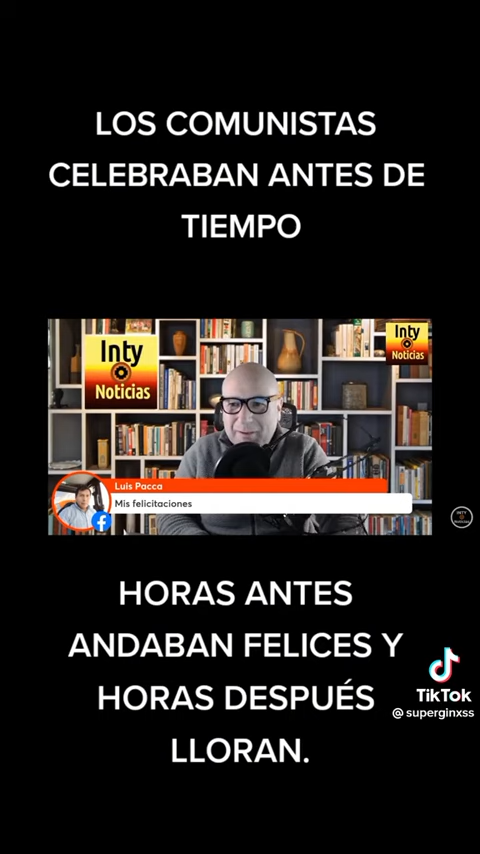 LOS COMUNISTAS
CELEBRABAN ANTES DE
TIEMPO
Inty
Noticias
Inty
Noticias
Luis Pacca
Mis felicitaciones
HORAS ANTES
ANDABAN FELICES Y
HORAS DESPUÉS
LLORAN.
TikTok
@superginxss